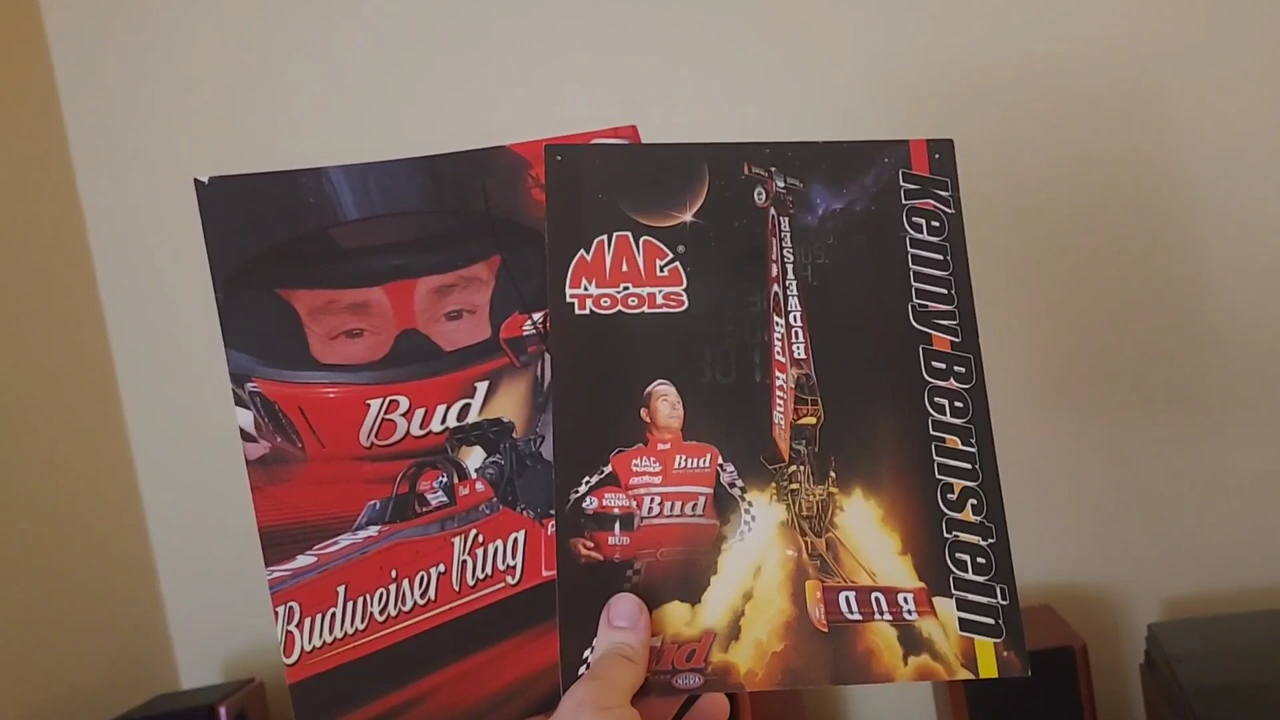 Bud
Budweiser King
MAC
TOOLS®
BUDWEISER
Bud King
Kenny Bernstein
MAC
TOOLS
Bud
Bud
BUD
KING
BUD
BUD
Bud
NHRA